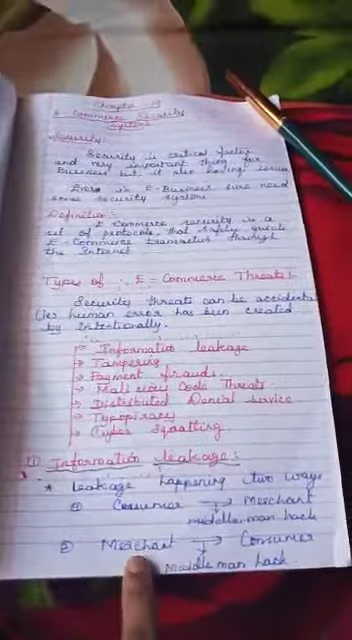 Chapter
E Commerce Security
System
Security:
Security is critical factor
and very important thing for
Business but it also having issues
Even in E-Business sure need
some security systems
Definition:
E Commerce security is a
set of protocols that safely guide
E-Commerce transaction through
the Internet
Types of E-Commerce Threats:
Security threats can be accidental
human error has been created
by Intentionally.
→ Information leakage
→ Tampering
→ Payment frauds
→ Malicious Code Threats
→ Distributed Denial service
→ Typopiracy
→ Cyber Squatting
① Information leakage:
* leakage happening two ways
① Consumer → Merchant
middle man hack
② Merchant → Consumer
Middle man hack.